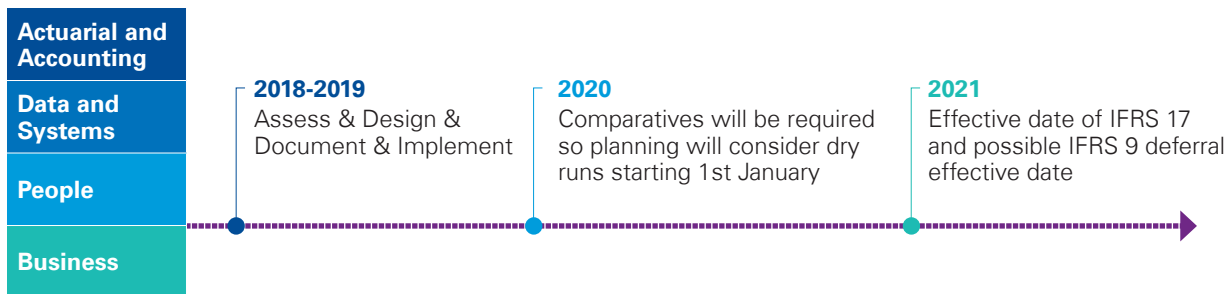 Actuarial and
Accounting
Data and
Systems
People
Business
2018-2019
Assess & Design &
Document & Implement
2020
Comparatives will be required
so planning will consider dry
runs starting 1st January
2021
Effective date of IFRS 17
and possible IFRS 9 deferral
effective date